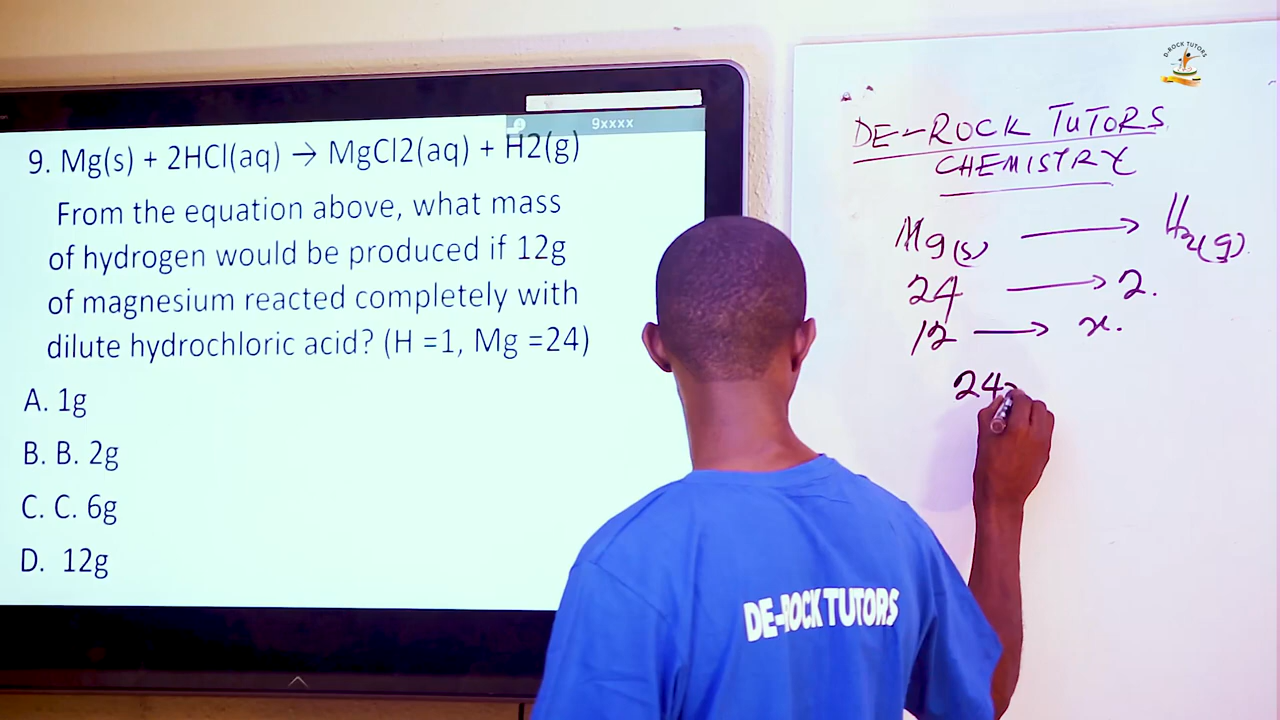 9xxxx
9. Mg(s) + 2HCl(aq) → MgCl2(aq) + H2(g)
From the equation above, what mass
of hydrogen would be produced if 12g
of magnesium reacted completely with
dilute hydrochloric acid? (H =1, Mg =24)
A. 1g
B. B. 2g
C. C. 6g
D. 12g
D-ROCK TUTORS
DE-ROCK TUTORS
CHEMISTRY
Mg(s) → H2(g).
24 → 2.
12 → x.
24x
DE-ROCK TUTORS